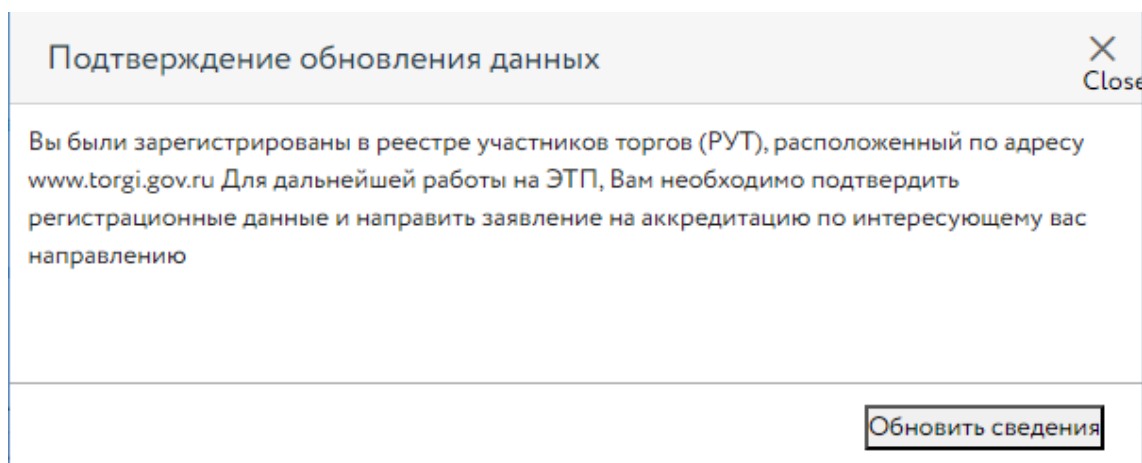 Подтверждение обновления данных
Close
Вы были зарегистрированы в реестре участников торгов (РУТ), расположенный по адресу
www.torgi.gov.ru Для дальнейшей работы на ЭТП, Вам необходимо подтвердить
регистрационные данные и направить заявление на аккредитацию по интересующему вас
направлению
Обновить сведения